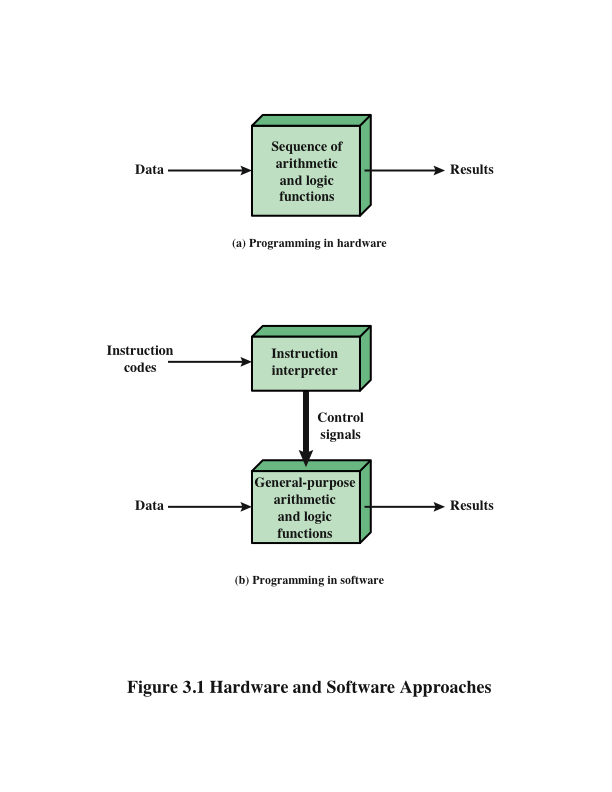 Sequence of
arithmetic
and logic
functions
Data
Results
(a) Programming in hardware
Instruction
codes
Instruction
interpreter
Control
signals
General-purpose
arithmetic
and logic
functions
Data
Results
(b) Programming in software
Figure 3.1 Hardware and Software Approaches